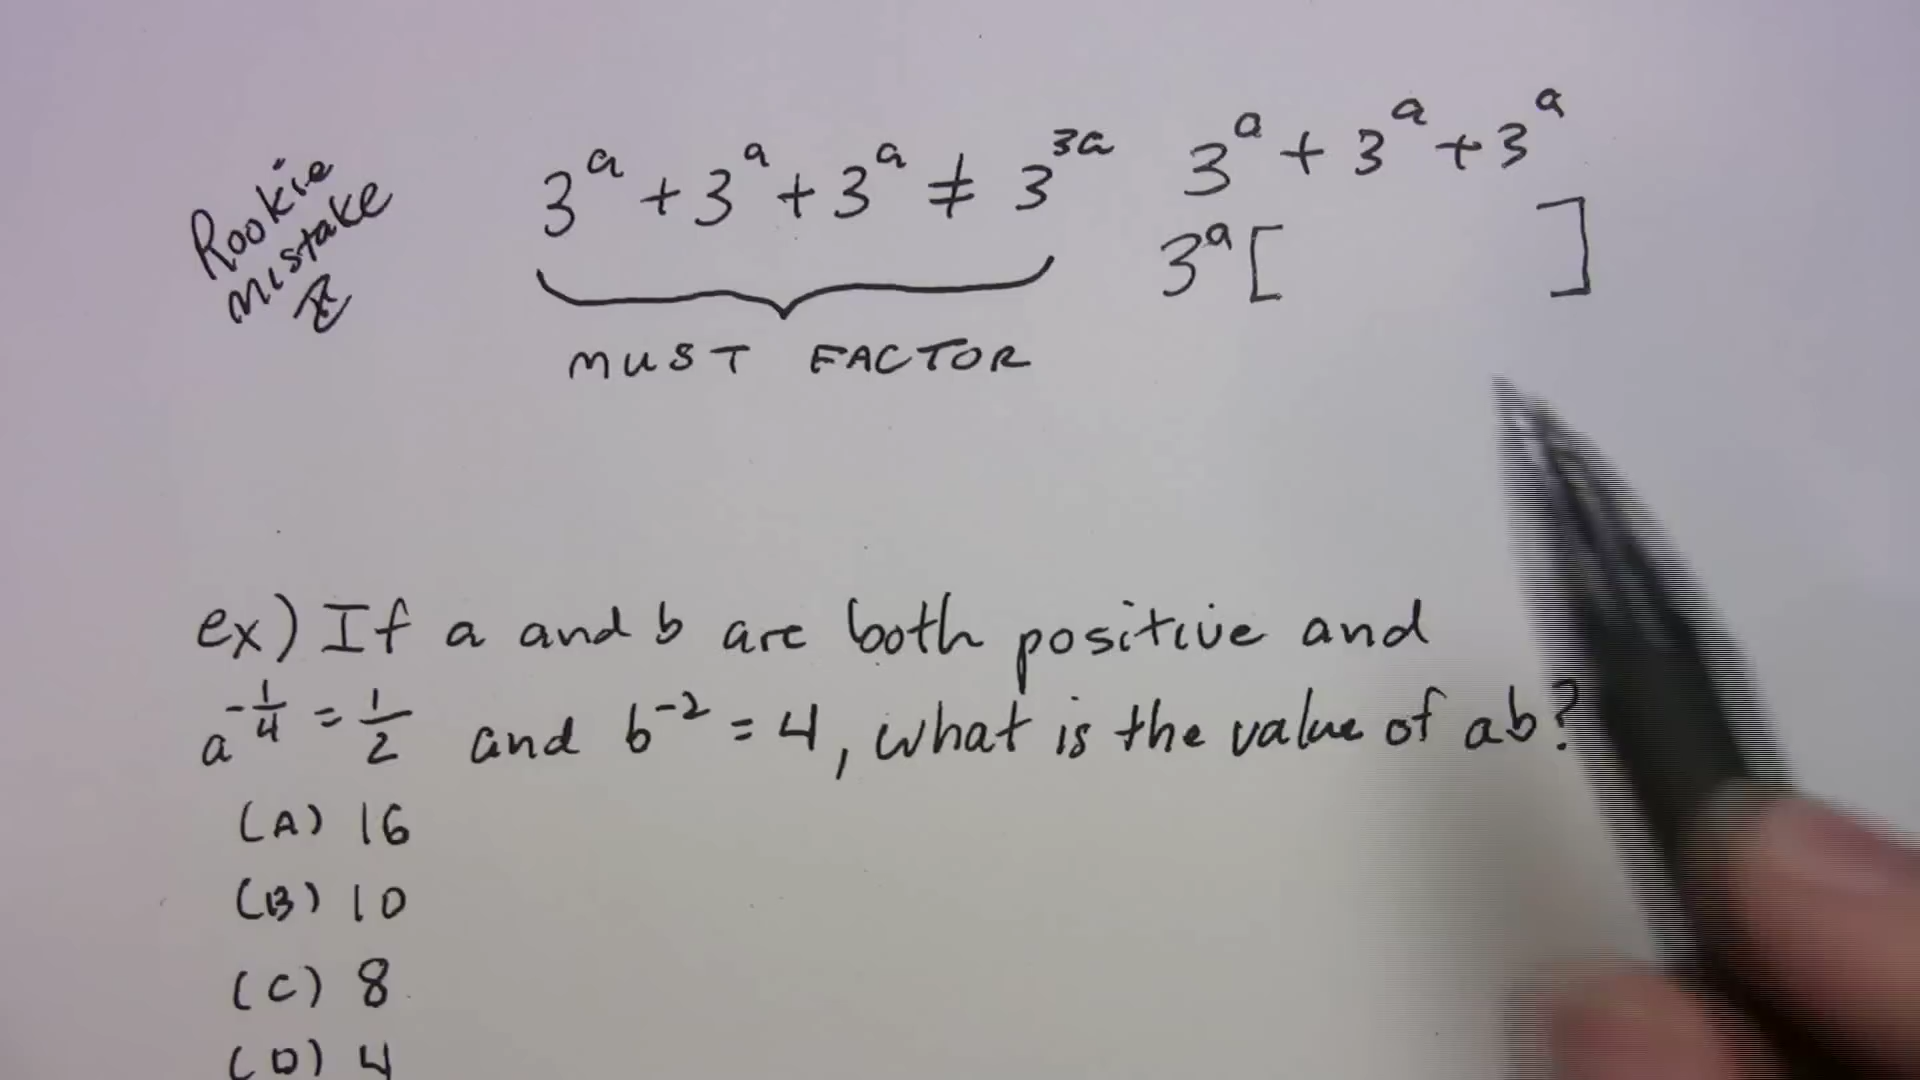 Rookie
Mistake
3^a + 3^a + 3^a ≠ 3^{3a}
MUST FACTOR
3^a + 3^a + 3^a
3^a [ ]
ex) If a and b are both positive and
a^{-1/4} = 1/2 and b^{-2} = 4, what is the value of ab?
(A) 16
(B) 10
(C) 8
(D) 4